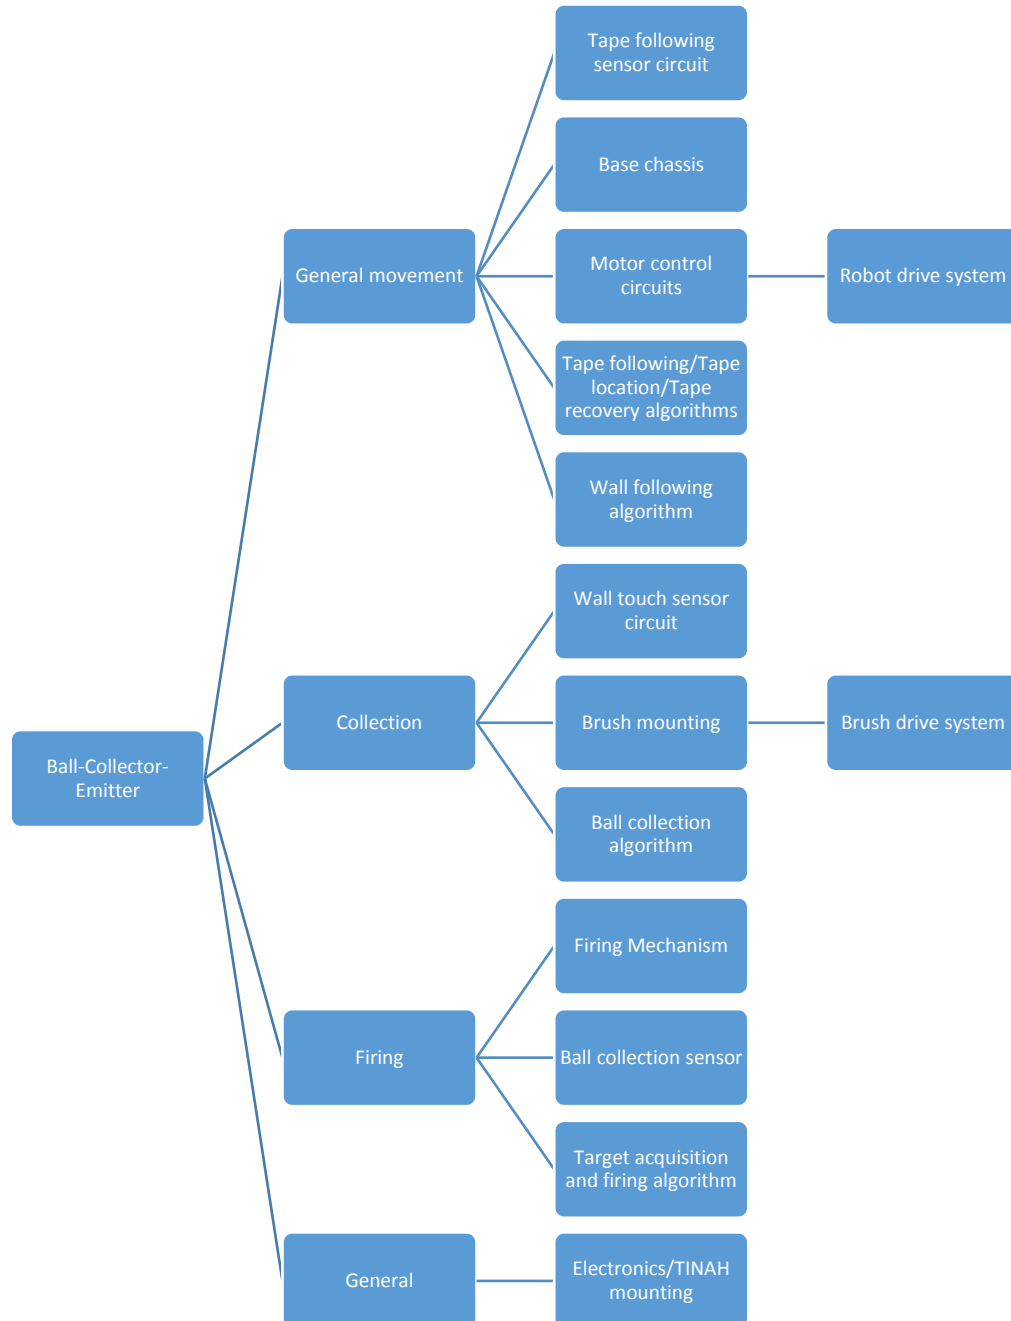 Tape following
sensor circuit
Base chassis
General movement
Motor control
circuits
Robot drive system
Tape following/Tape
location/Tape
recovery algorithms
Wall following
algorithm
Wall touch sensor
circuit
Collection
Brush mounting
Brush drive system
Ball-Collector-
Emitter
Ball collection
algorithm
Firing Mechanism
Firing
Ball collection sensor
Target acquisition
and firing algorithm
General
Electronics/TINAH
mounting